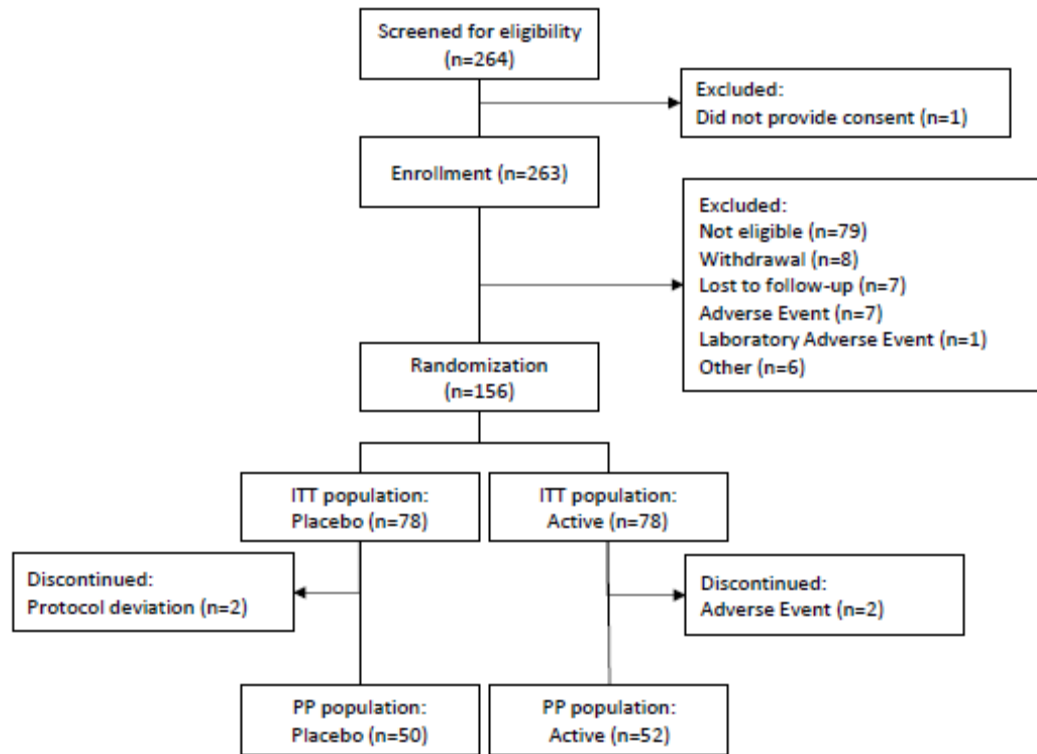 Screened for eligibility
(n=264)
Excluded:
Did not provide consent (n=1)
Enrollment (n=263)
Excluded:
Not eligible (n=79)
Withdrawal (n=8)
Lost to follow-up (n=7)
Adverse Event (n=7)
Laboratory Adverse Event (n=1)
Other (n=6)
Randomization
(n=156)
ITT population:
Placebo (n=78)
ITT population:
Active (n=78)
Discontinued:
Protocol deviation (n=2)
Discontinued:
Adverse Event (n=2)
PP population:
Placebo (n=50)
PP population:
Active (n=52)